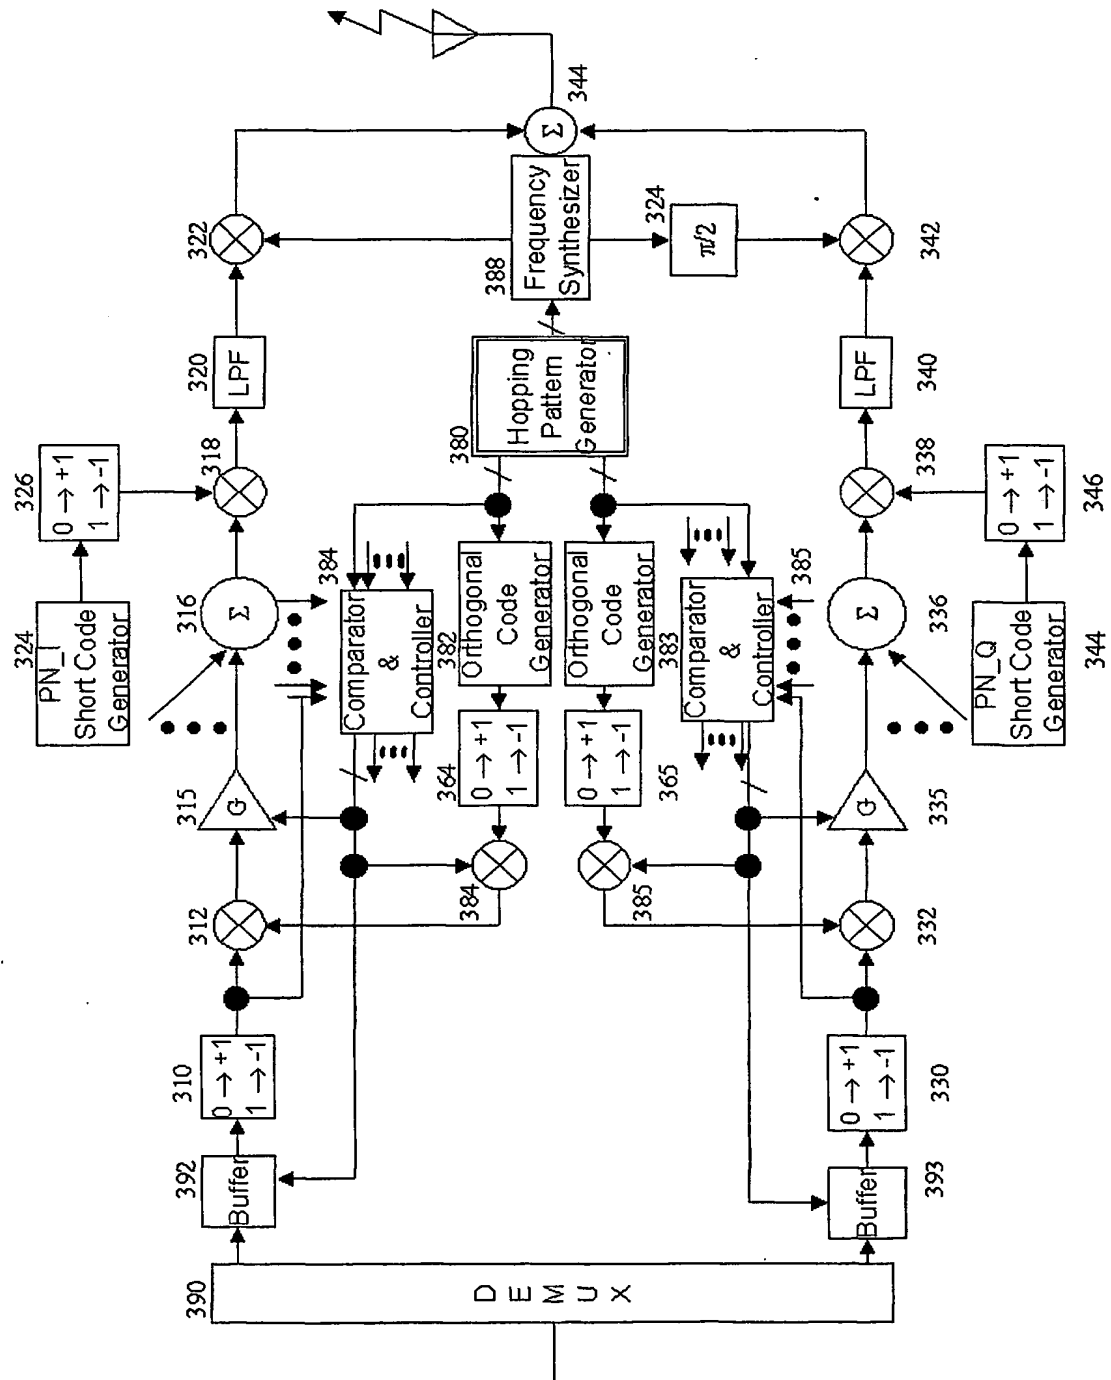 390
D E M U X
392
Buffer
310
0 → +1
1 → -1
312
315
G
324
PN_I
Short Code
Generator
326
0 → +1
1 → -1
316
Σ
318
320
LPF
322
384
Comparator
&
Controller
364
0 → +1
1 → -1
382
Orthogonal
Code
Generator
384
380
Hopping
Pattern
Generator
388
Frequency
Synthesizer
Σ
344
324
π/2
385
365
0 → +1
1 → -1
383
Orthogonal
Code
Generator
Comparator
&
Controller
385
393
Buffer
330
0 → +1
1 → -1
332
335
G
336
Σ
338
340
LPF
342
344
PN_Q
Short Code
Generator
346
0 → +1
1 → -1